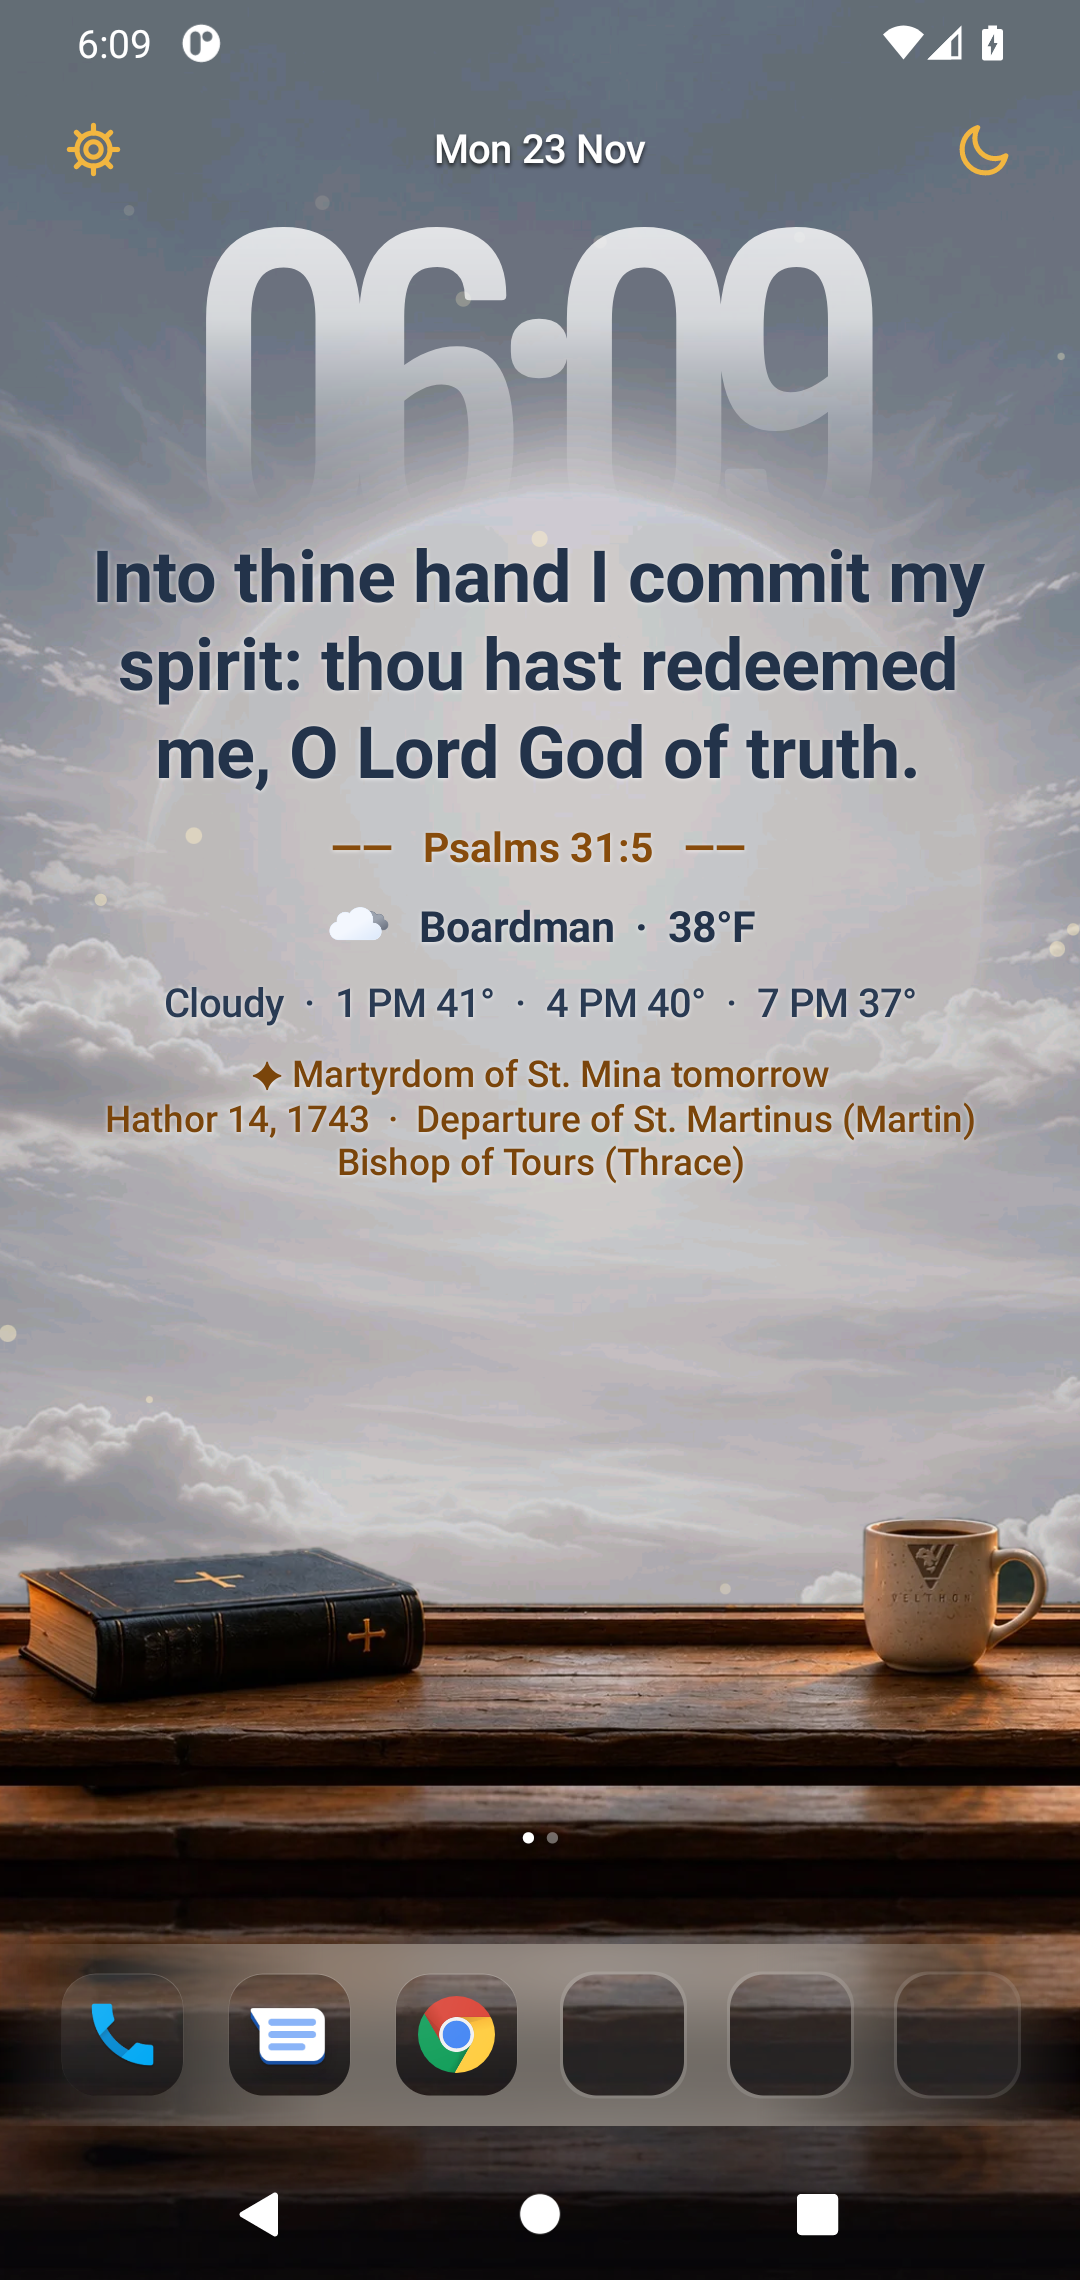 6:09
Mon 23 Nov
06:09
Into thine hand I commit my
spirit: thou hast redeemed
me, O Lord God of truth.
—— Psalms 31:5 ——
Boardman · 38°F
Cloudy · 1 PM 41° · 4 PM 40° · 7 PM 37°
✦ Martyrdom of St. Mina tomorrow
Hathor 14, 1743 · Departure of St. Martinus (Martin)
Bishop of Tours (Thrace)
VELTHON